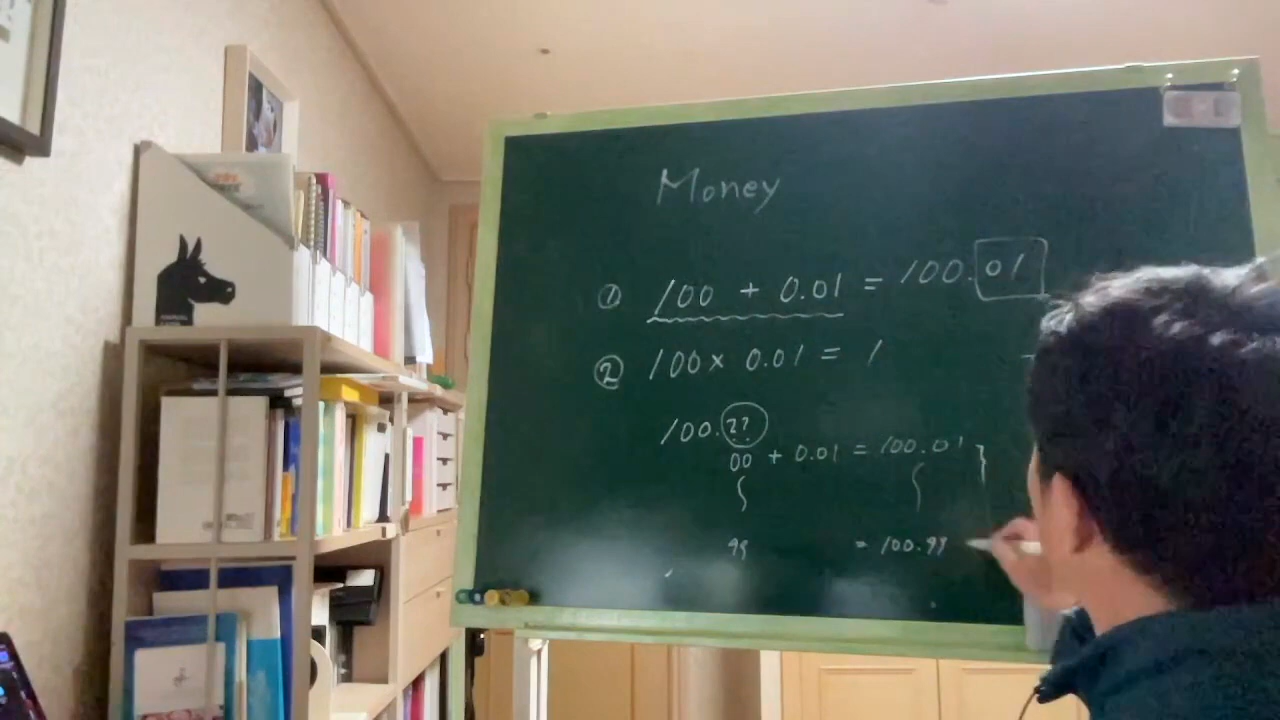 Money
① 100 + 0.01 = 100.01
② 100 × 0.01 = 1
100.??
00 + 0.01 = 100.01
99 = 100.99